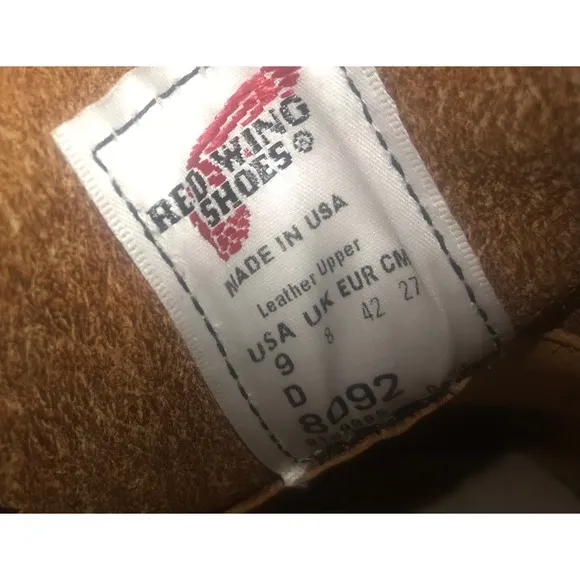 RED WING
SHOES®
MADE IN USA
Leather Upper
USA UK EUR CM
9 8 42 27
D
8092